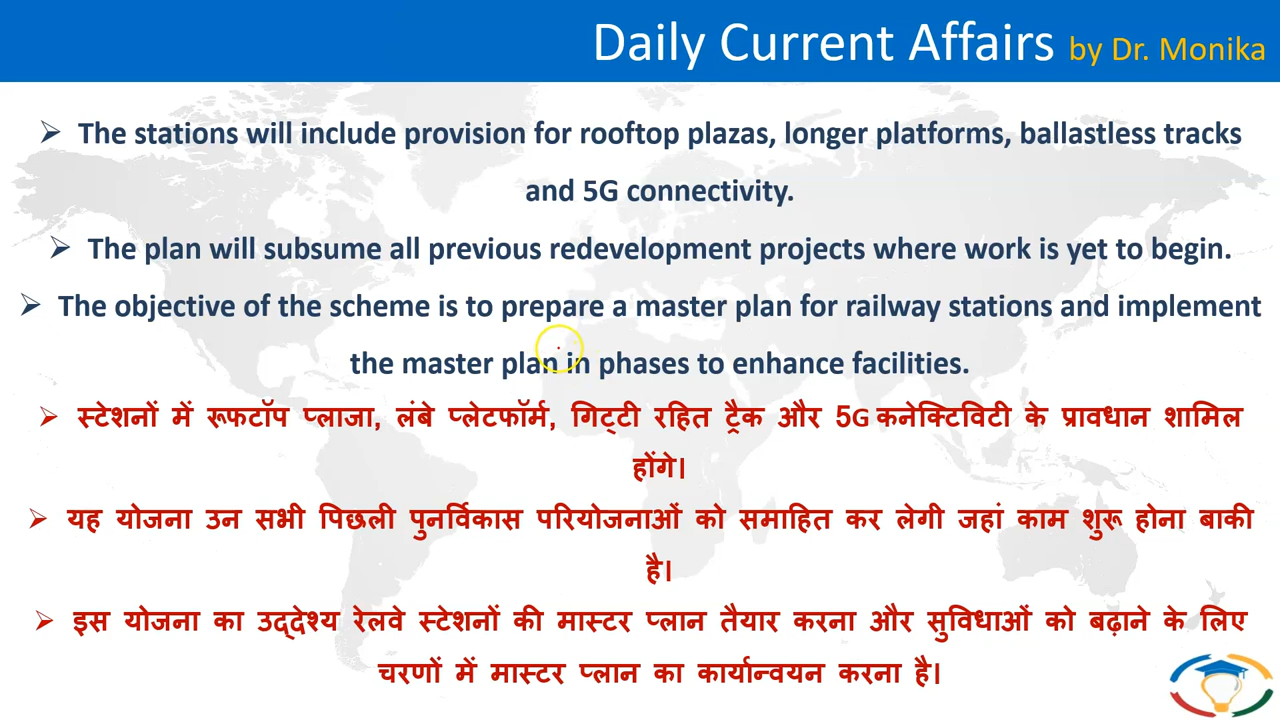 Daily Current Affairs by Dr. Monika
➢ The stations will include provision for rooftop plazas, longer platforms, ballastless tracks
and 5G connectivity.
➢ The plan will subsume all previous redevelopment projects where work is yet to begin.
➢ The objective of the scheme is to prepare a master plan for railway stations and implement
the master plan in phases to enhance facilities.
➢ स्टेशनों में रूफटॉप प्लाजा, लंबे प्लेटफॉर्म, गिट्टी रहित ट्रैक और 5G कनेक्टिविटी के प्रावधान शामिल
होंगे।
➢ यह योजना उन सभी पिछली पुनर्विकास परियोजनाओं को समाहित कर लेगी जहां काम शुरू होना बाकी
है।
➢ इस योजना का उद्देश्य रेलवे स्टेशनों की मास्टर प्लान तैयार करना और सुविधाओं को बढ़ाने के लिए
चरणों में मास्टर प्लान का कार्यान्वयन करना है।